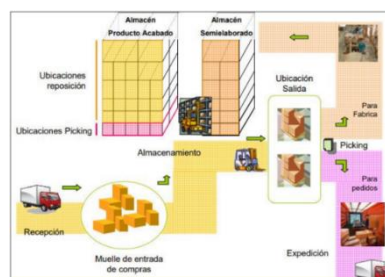 Almacén
Producto Acabado
Almacén
Semielaborado
Ubicaciones
reposición
Ubicación
Salida
Ubicaciones Picking
Para
Fabrica
Almacenamiento
Picking
Para
pedidos
Recepción
Muelle de entrada
de compras
Expedición